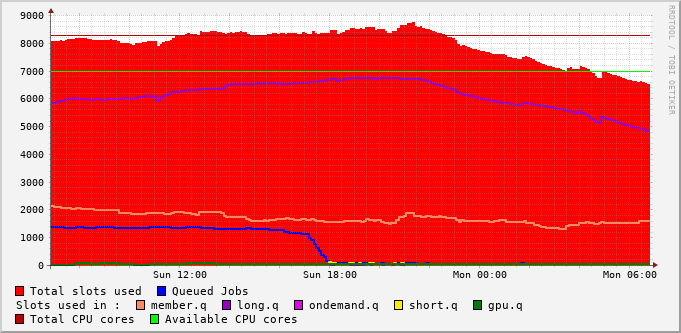 9000
8000
7000
6000
5000
4000
3000
2000
1000
0
Sun 12:00 Sun 18:00 Mon 00:00 Mon 06:00
RRDTOOL / TOBI OETIKER
Total slots used Queued Jobs
Slots used in : member.q long.q ondemand.q short.q gpu.q
Total CPU cores Available CPU cores